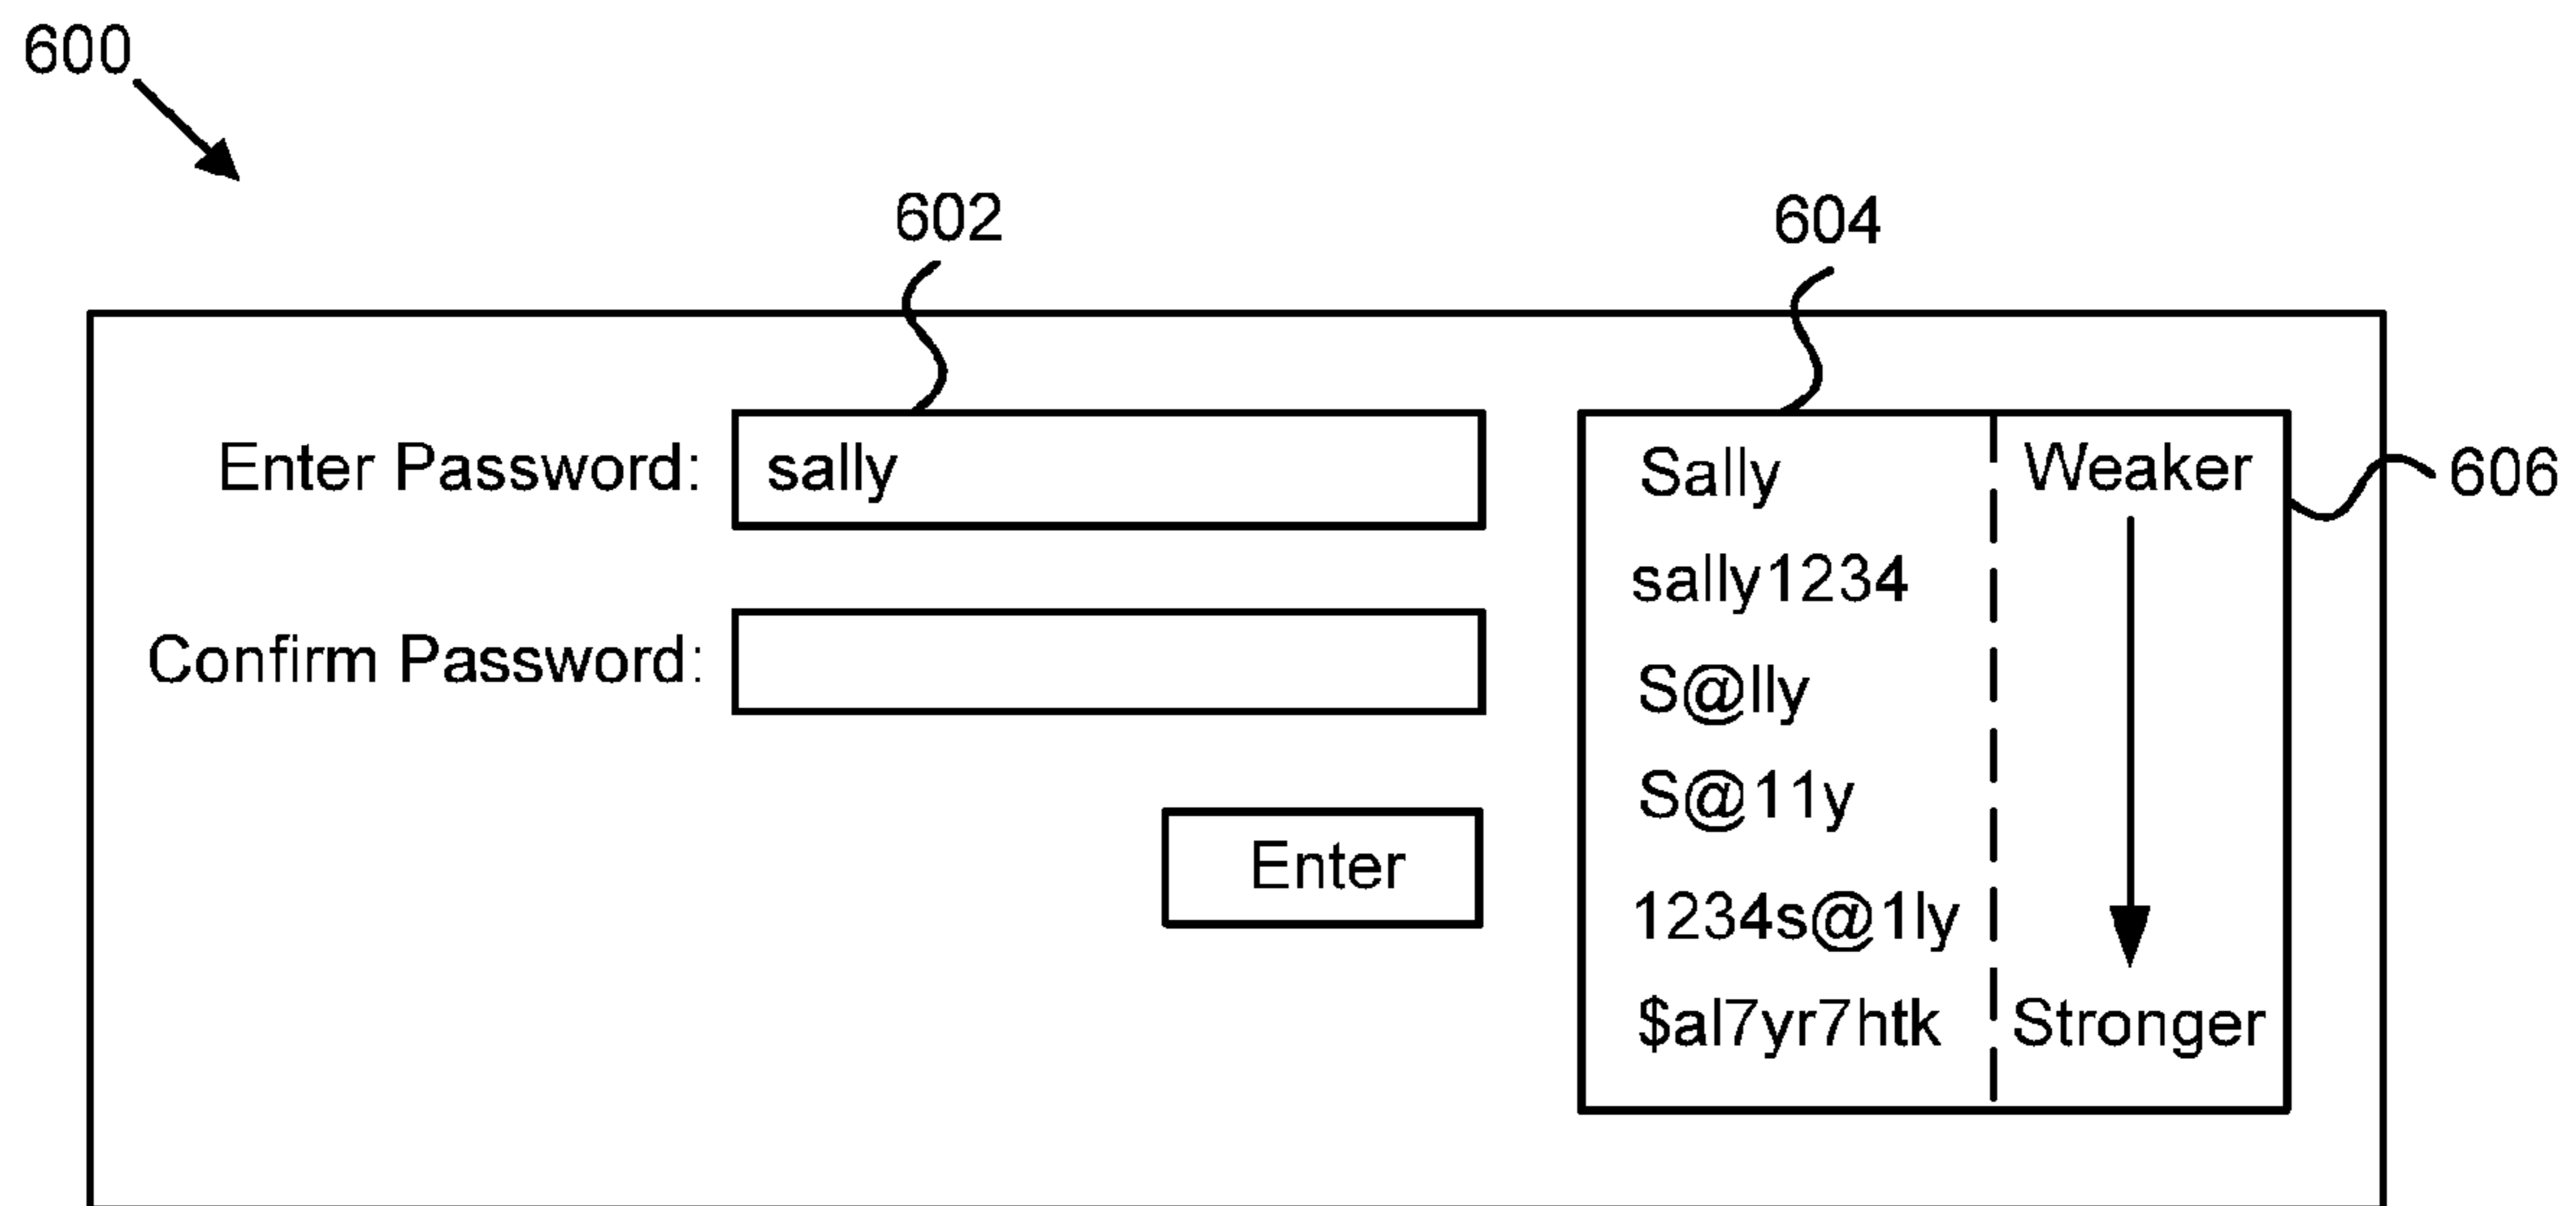 600
602
604
Enter Password:
sally
Confirm Password:
Enter
Sally
sally1234
S@lly
S@11y
1234s@1ly
$al7yr7htk
Weaker
Stronger
606